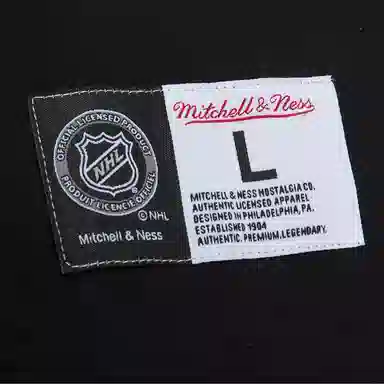 OFFICIAL LICENSED PRODUCT
NHL
PRODUIT LICENCIÉ OFFICIEL
© NHL
Mitchell & Ness
Mitchell & Ness
L
MITCHELL & NESS NOSTALGIA CO.
AUTHENTIC LICENSED APPAREL
DESIGNED IN PHILADELPHIA, PA.
ESTABLISHED 1904
AUTHENTIC. PREMIUM. LEGENDARY.